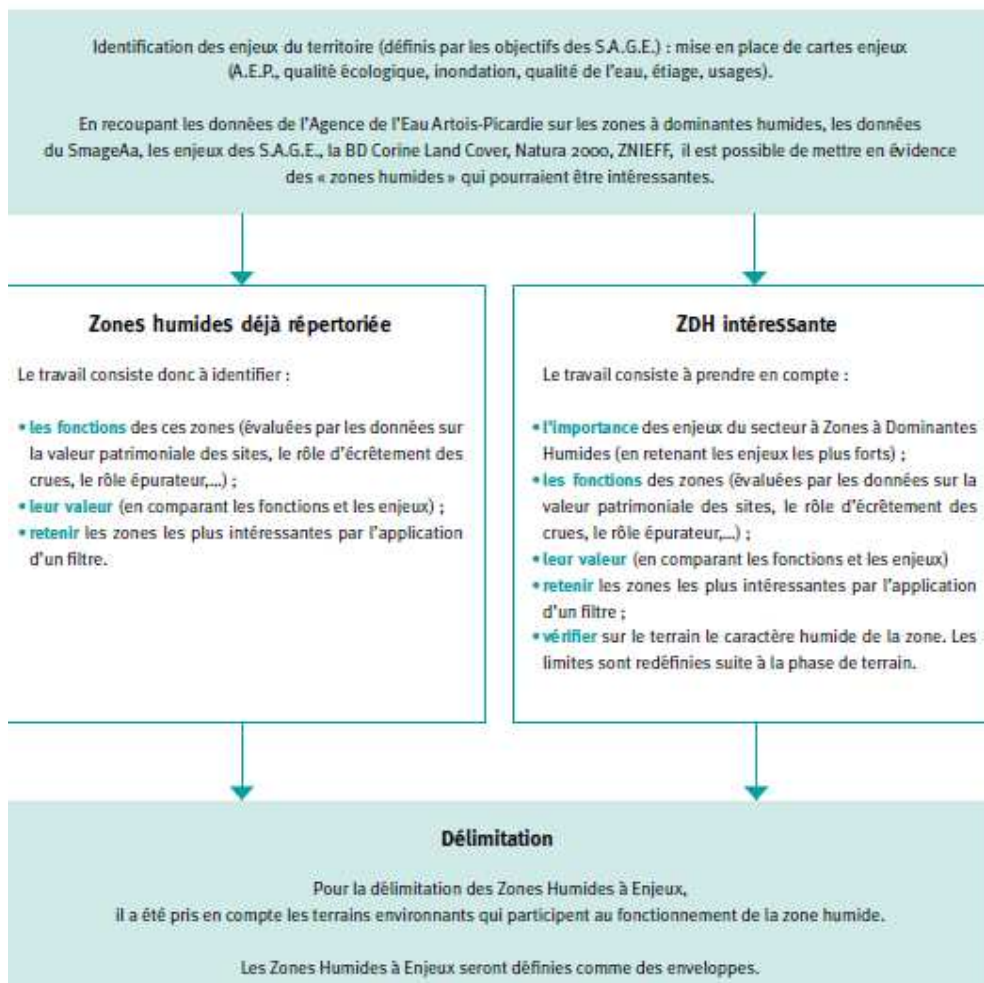 Identification des enjeux du territoire (définis par les objectifs des S.A.G.E.) : mise en place de cartes enjeux
(A.E.P., qualité écologique, inondation, qualité de l'eau, étiage, usages).
En recoupant les données de l'Agence de l'Eau Artois-Picardie sur les zones à dominantes humides, les données
du SmageAa, les enjeux des S.A.G.E., la BD Corine Land Cover, Natura 2000, ZNIEFF, il est possible de mettre en évidence
des « zones humides » qui pourraient être intéressantes.
Zones humides déjà répertoriée
Le travail consiste donc à identifier :
• les fonctions des ces zones (évaluées par les données sur
la valeur patrimoniale des sites, le rôle d'écrêtement des
crues, le rôle épurateur,...) ;
• leur valeur (en comparant les fonctions et les enjeux) ;
• retenir les zones les plus intéressantes par l'application
d'un filtre.
ZDH intéressante
Le travail consiste à prendre en compte :
• l'importance des enjeux du secteur à Zones à Dominantes
Humides (en retenant les enjeux les plus forts) ;
• les fonctions des zones (évaluées par les données sur la
valeur patrimoniale des sites, le rôle d'écrêtement des
crues, le rôle épurateur,...) ;
• leur valeur (en comparant les fonctions et les enjeux)
• retenir les zones les plus intéressantes par l'application
d'un filtre ;
• vérifier sur le terrain le caractère humide de la zone. Les
limites sont redéfinies suite à la phase de terrain.
Délimitation
Pour la délimitation des Zones Humides à Enjeux,
il a été pris en compte les terrains environnants qui participent au fonctionnement de la zone humide.
Les Zones Humides à Enjeux seront définies comme des enveloppes.